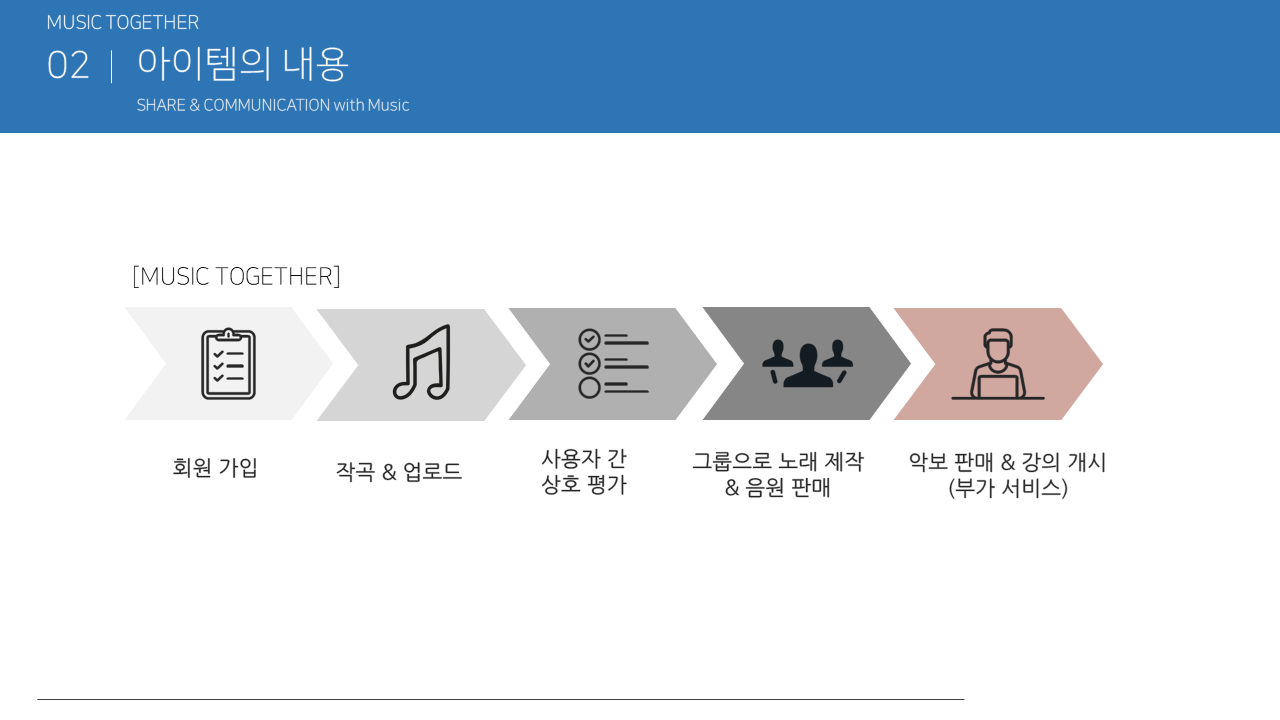 MUSIC TOGETHER
02
아이템의 내용
SHARE & COMMUNICATION with Music
[MUSIC TOGETHER]
회원 가입
작곡 & 업로드
사용자 간
상호 평가
그룹으로 노래 제작
& 음원 판매
악보 판매 & 강의 개시
(부가 서비스)